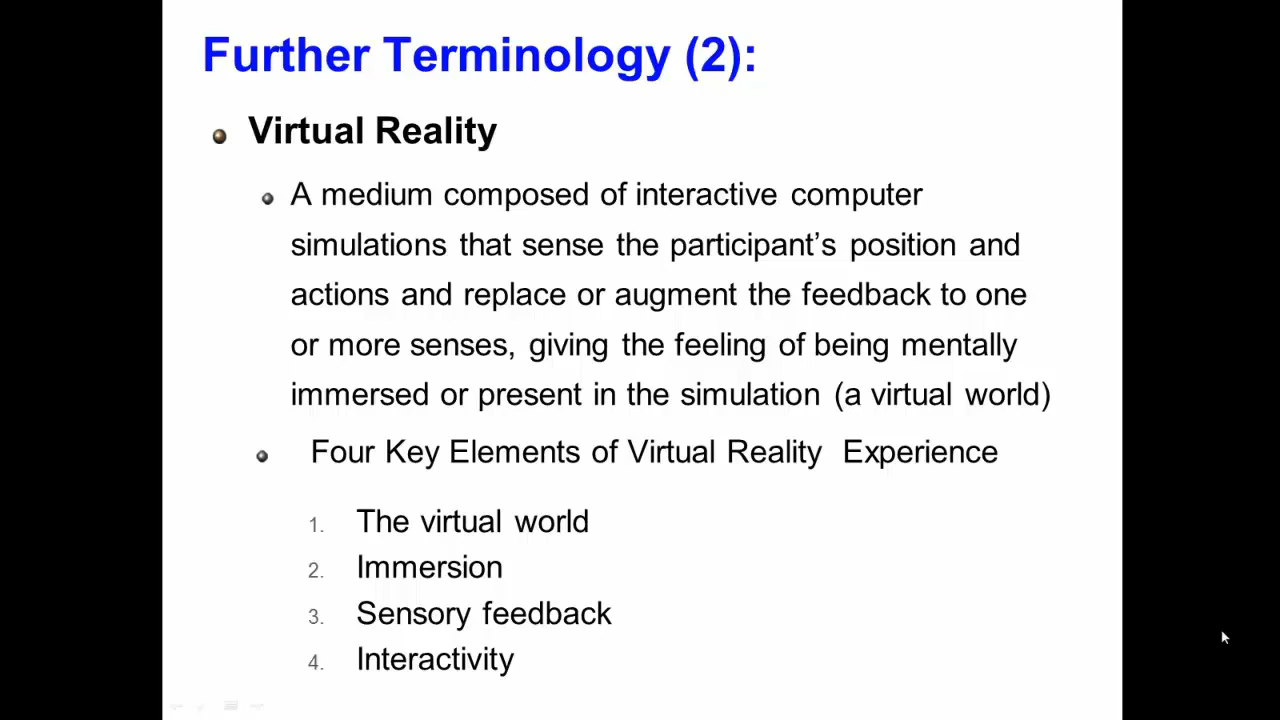 Further Terminology (2):
Virtual Reality
A medium composed of interactive computer
simulations that sense the participant’s position and
actions and replace or augment the feedback to one
or more senses, giving the feeling of being mentally
immersed or present in the simulation (a virtual world)
Four Key Elements of Virtual Reality  Experience
1. The virtual world
2. Immersion
3. Sensory feedback
4. Interactivity